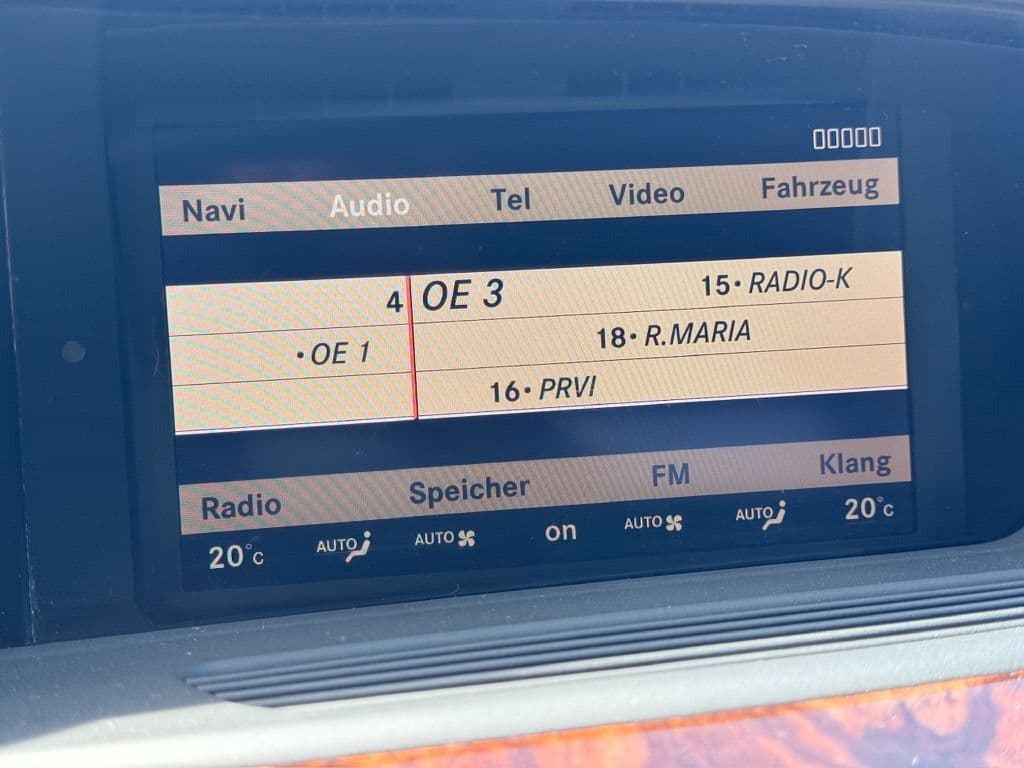 Navi Audio Tel Video Fahrzeug
4 OE 3 15• RADIO-K
•OE 1 18• R.MARIA
16• PRVI
Radio Speicher FM Klang
20°C AUTO AUTO on AUTO AUTO 20°C